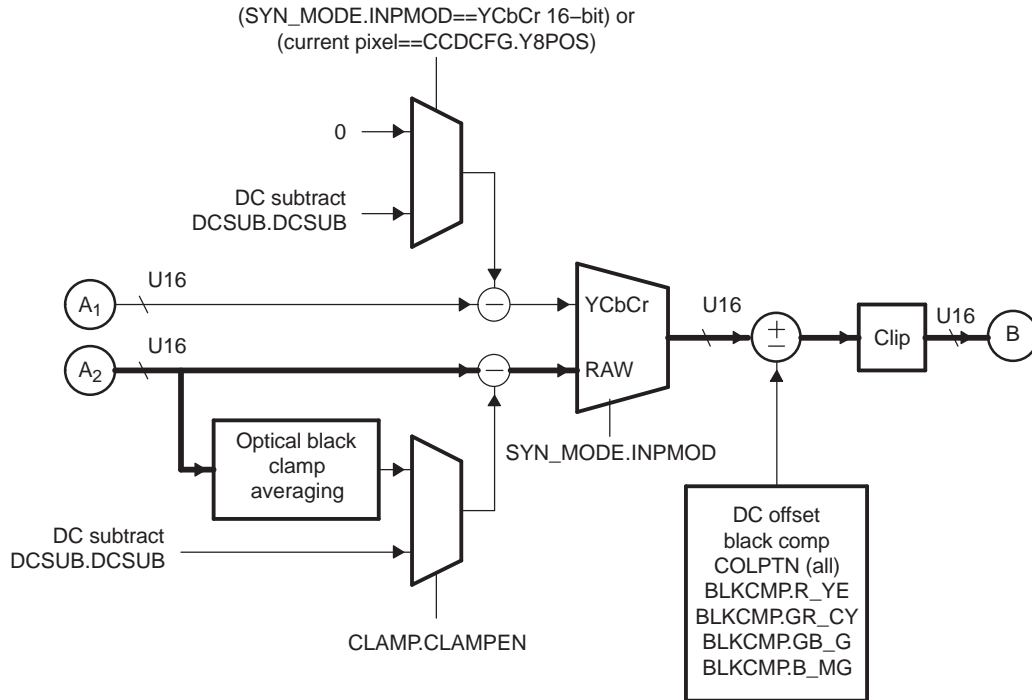 (SYN_MODE.INPMOD==YCbCr 16–bit) or
(current pixel==CCDCFG.Y8POS)
0
DC subtract
DCSUB.DCSUB
U16
A1
YCbCr
U16
+
−
Clip
U16
B
U16
A2
−
−
RAW
Optical black
clamp
averaging
SYN_MODE.INPMOD
DC subtract
DCSUB.DCSUB
CLAMP.CLAMPEN
DC offset
black comp
COLPTN (all)
BLKCMP.R_YE
BLKCMP.GR_CY
BLKCMP.GB_G
BLKCMP.B_MG